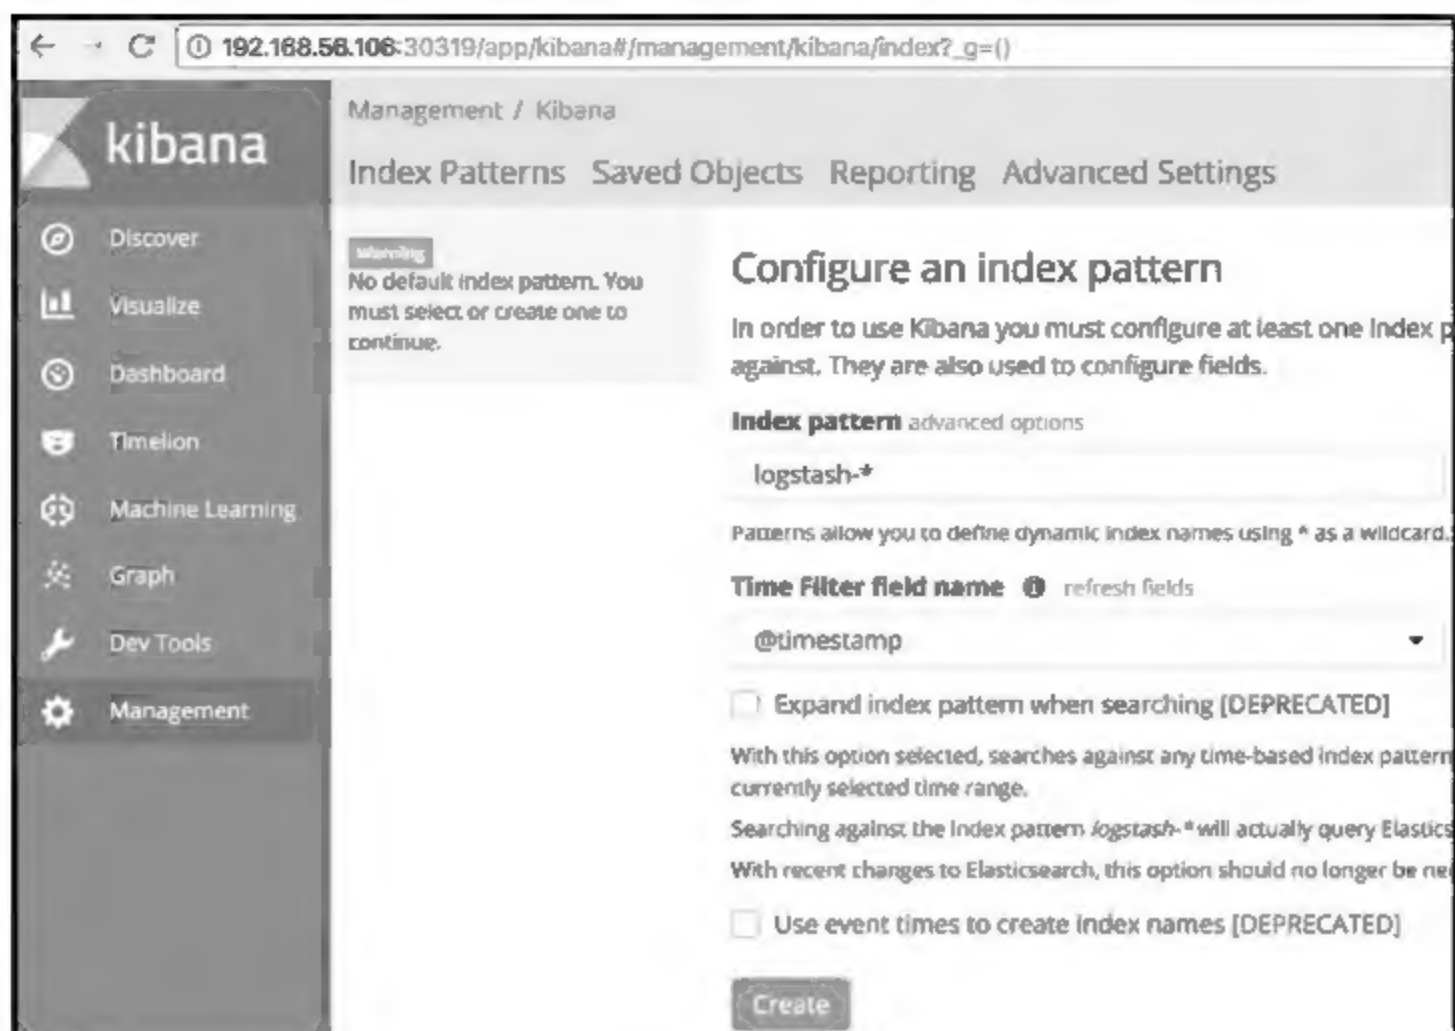 192.168.56.106:30319/app/kibana#/management/kibana/index?_g=()
kibana
Discover
Visualize
Dashboard
Timelion
Machine Learning
Graph
Dev Tools
Management
Management / Kibana
Index Patterns Saved Objects Reporting Advanced Settings
Warning
No default index pattern. You
must select or create one to
continue.
Configure an index pattern
In order to use Kibana you must configure at least one index p
against. They are also used to configure fields.
Index pattern advanced options
logstash-*
Patterns allow you to define dynamic index names using * as a wildcard.
Time Filter field name refresh fields
@timestamp
Expand index pattern when searching [DEPRECATED]
With this option selected, searches against any time-based index pattern
currently selected time range.
Searching against the index pattern logstash-* will actually query Elastics
With recent changes to Elasticsearch, this option should no longer be ne
Use event times to create index names [DEPRECATED]
Create